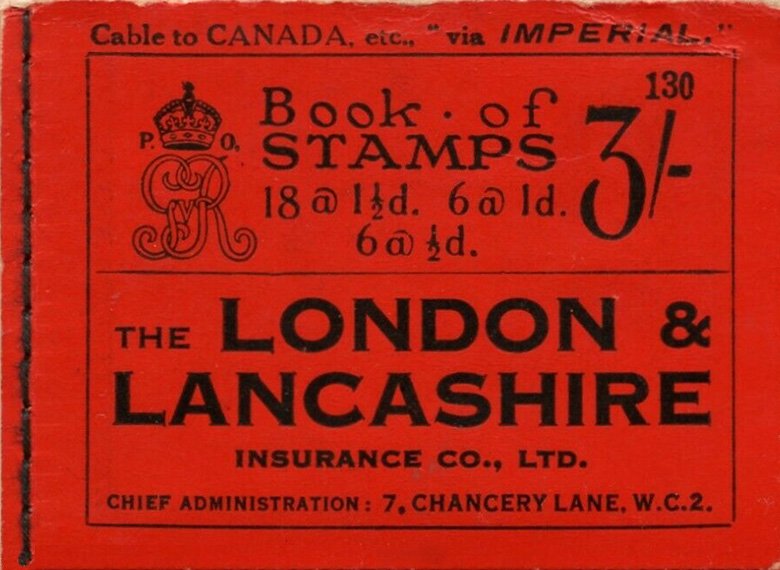 Cable to CANADA, etc., "via IMPERIAL."
130
P. O,
GRV
Book · of
STAMPS
3/-
18 @ 1½d. 6 @ 1d.
6 @ ½d.
THE LONDON &
LANCASHIRE
INSURANCE CO., LTD.
CHIEF ADMINISTRATION: 7, CHANCERY LANE, W.C.2.